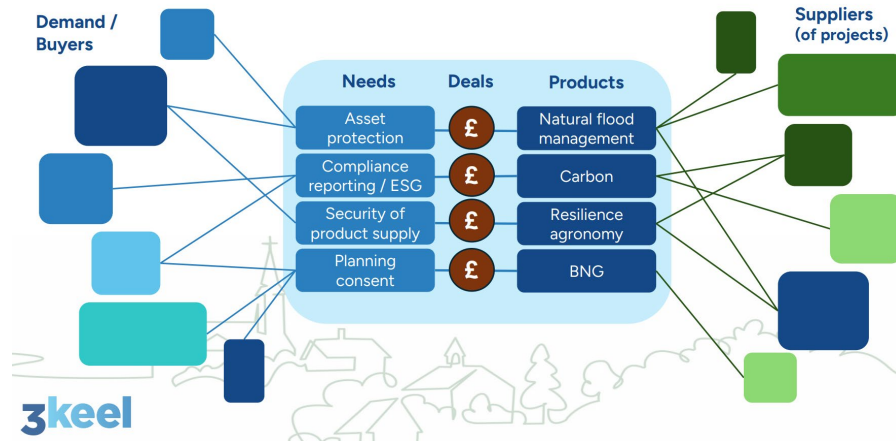 Demand /
Buyers
Suppliers
(of projects)
Needs
Deals
Products
Asset
protection
£
Natural flood
management
Compliance
reporting / ESG
£
Carbon
Security of
product supply
£
Resilience
agronomy
Planning
consent
£
BNG
3keel